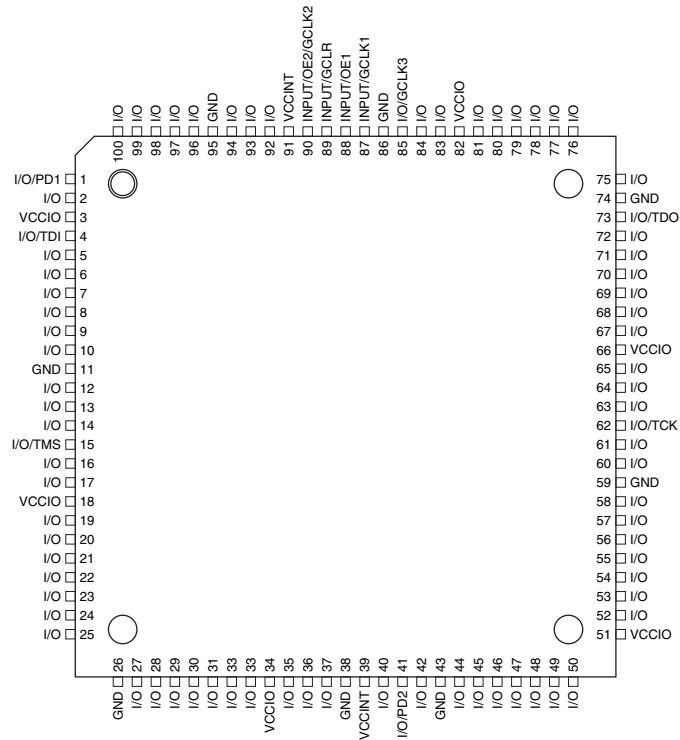 I/O 100
I/O 99
I/O 98
I/O 97
I/O 96
GND 95
I/O 94
I/O 93
I/O 92
VCCINT 91
INPUT/OE2/GCLK2 90
INPUT/GCLR 89
INPUT/OE1 88
INPUT/GCLK1 87
GND 86
I/O/GCLK3 85
I/O 84
I/O 83
VCCIO 82
I/O 81
I/O 80
I/O 79
I/O 78
I/O 77
I/O 76
I/O/PD1 1
I/O 2
VCCIO 3
I/O/TDI 4
I/O 5
I/O 6
I/O 7
I/O 8
I/O 9
I/O 10
GND 11
I/O 12
I/O 13
I/O 14
I/O/TMS 15
I/O 16
I/O 17
VCCIO 18
I/O 19
I/O 20
I/O 21
I/O 22
I/O 23
I/O 24
I/O 25
75 I/O
74 GND
73 I/O/TDO
72 I/O
71 I/O
70 I/O
69 I/O
68 I/O
67 I/O
66 VCCIO
65 I/O
64 I/O
63 I/O
62 I/O/TCK
61 I/O
60 I/O
59 GND
58 I/O
57 I/O
56 I/O
55 I/O
54 I/O
53 I/O
52 I/O
51 VCCIO
26 GND
27 I/O
28 I/O
29 I/O
30 I/O
31 I/O
33 I/O
33 I/O
34 VCCIO
35 I/O
36 I/O
37 I/O
38 GND
39 VCCINT
40 I/O
41 I/O/PD2
42 I/O
43 GND
44 I/O
45 I/O
46 I/O
47 I/O
48 I/O
49 I/O
50 I/O